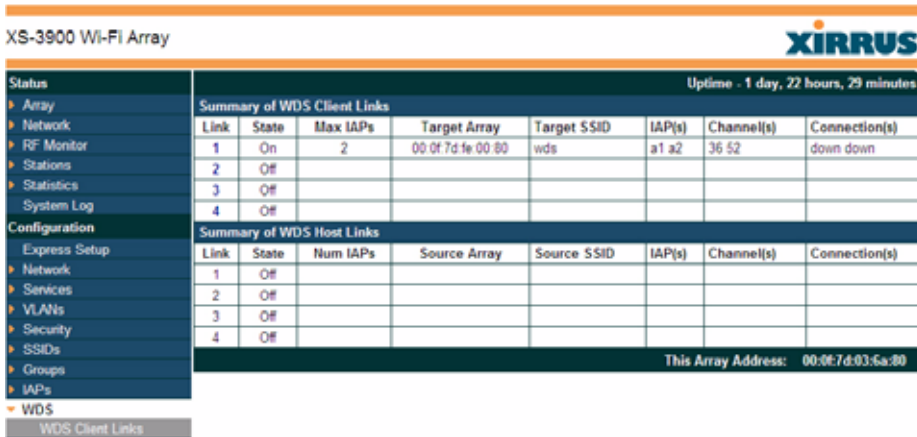 XS-3900 Wi-Fi Array
XIRRUS
Status
Array
Network
RF Monitor
Stations
Statistics
System Log
Configuration
Express Setup
Network
Services
VLANs
Security
SSIDs
Groups
IAPs
WDS
WDS Client Links
Uptime - 1 day, 22 hours, 29 minutes
Summary of WDS Client Links
Link State Max IAPs Target Array Target SSID IAP(s) Channel(s) Connection(s)
1 On 2 00:0f:7d:fe:00:80 wds a1 a2 36 52 down down
2 Off
3 Off
4 Off
Summary of WDS Host Links
Link State Num IAPs Source Array Source SSID IAP(s) Channel(s) Connection(s)
1 Off
2 Off
3 Off
4 Off
This Array Address: 00:0f:7d:03:6a:80